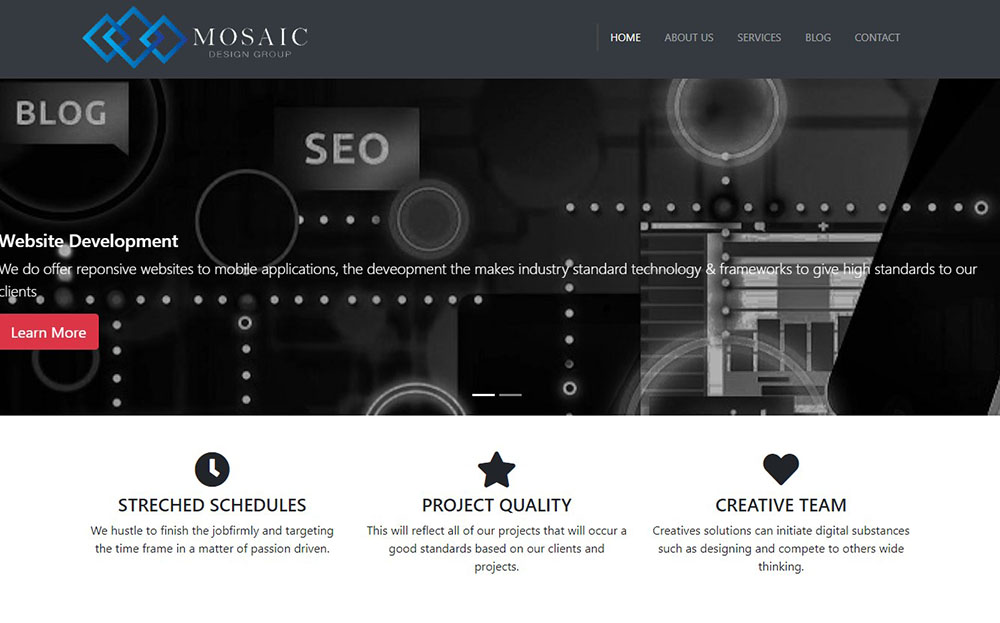 MOSAIC
DESIGN GROUP
HOME ABOUT US SERVICES BLOG CONTACT
BLOG
SEO
Website Development
We do offer reponsive websites to mobile applications, the deveopment the makes industry standard technology & frameworks to give high standards to our
clients
Learn More
STRECHED SCHEDULES
We hustle to finish the jobfirmly and targeting
the time frame in a matter of passion driven.
PROJECT QUALITY
This will reflect all of our projects that will occur a
good standards based on our clients and
projects.
CREATIVE TEAM
Creatives solutions can initiate digital substances
such as designing and compete to others wide
thinking.